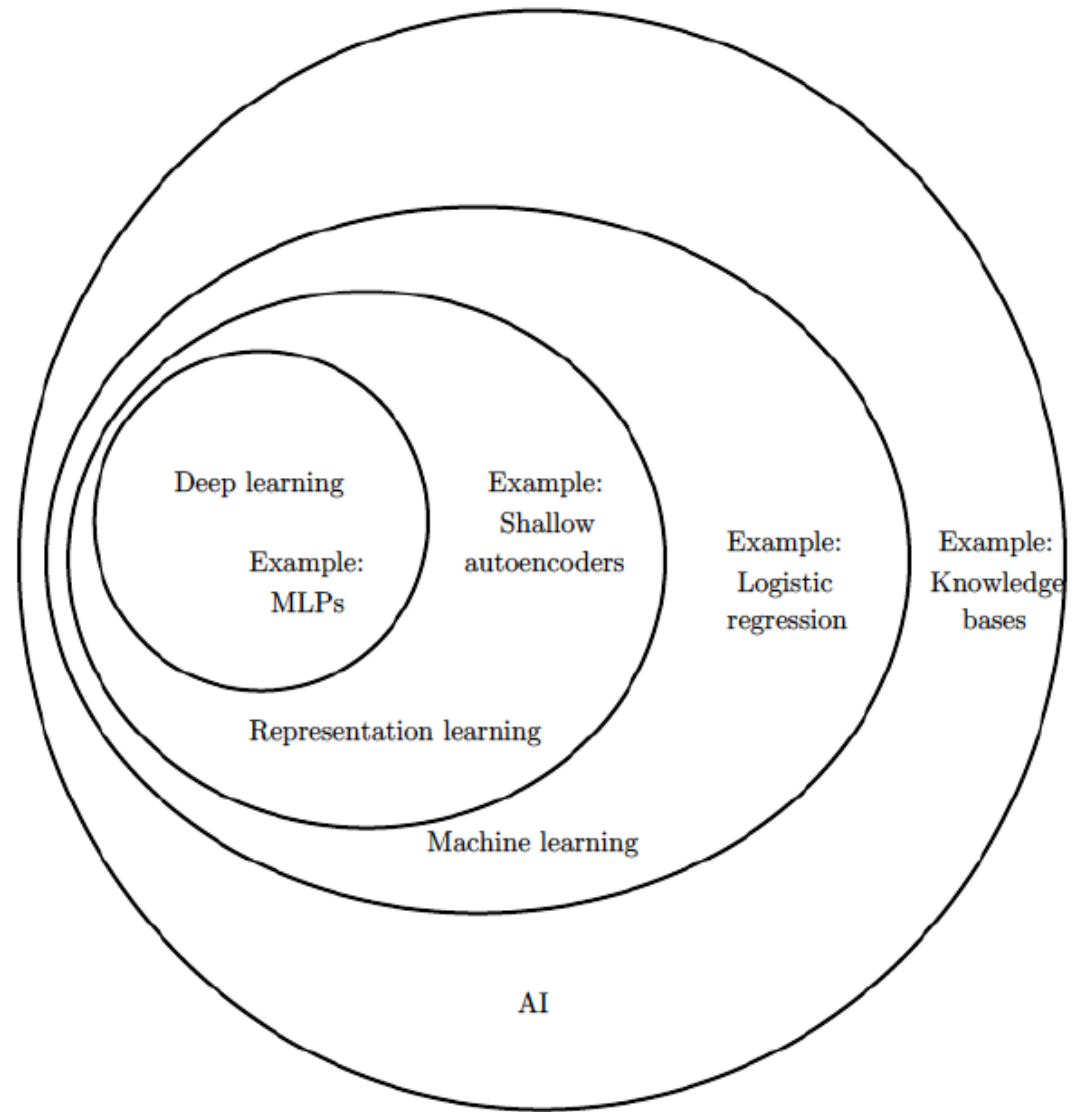 Deep learning
Example:
MLPs
Example:
Shallow
autoencoders
Example:
Logistic
regression
Example:
Knowledge
bases
Representation learning
Machine learning
AI